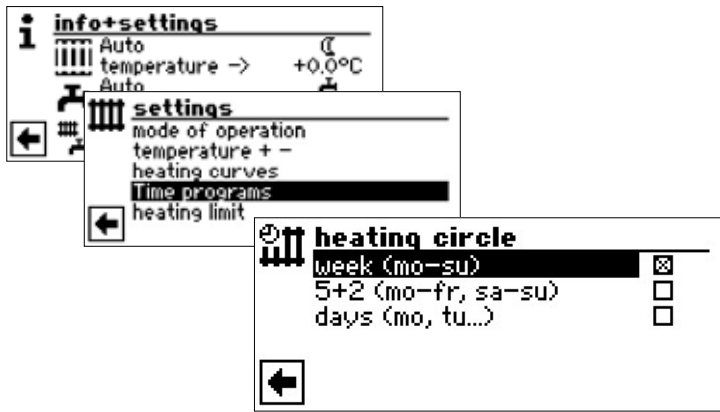 info+settings
Auto
temperature -> +0.0°C
Auto
settings
mode of operation
temperature + -
heating curves
Time programs
heating limit
heating circle
week (mo-su)
5+2 (mo-fr, sa-su)
days (mo, tu...)